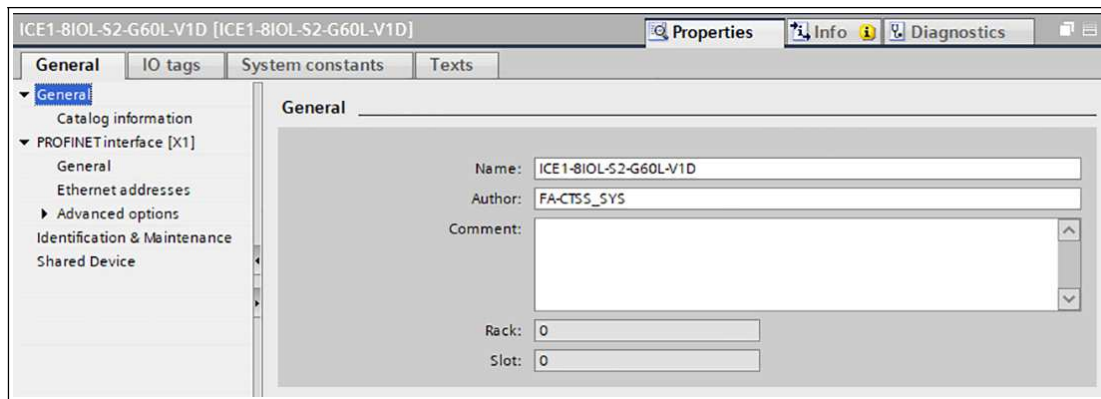 ICE1-8IOL-S2-G60L-V1D [ICE1-8IOL-S2-G60L-V1D]
Properties
Info
Diagnostics
General
IO tags
System constants
Texts
General
Catalog information
PROFINET interface [X1]
General
Ethernet addresses
Advanced options
Identification & Maintenance
Shared Device
General
Name: ICE1-8IOL-S2-G60L-V1D
Author: FA-CTSS_SYS
Comment:
Rack: 0
Slot: 0